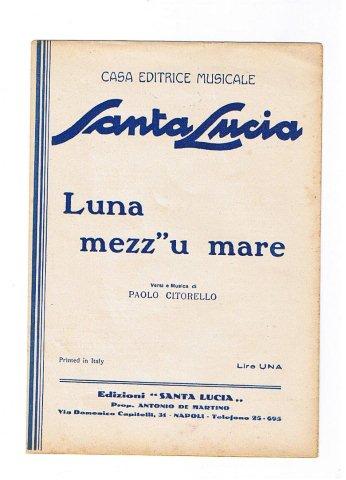 CASA EDITRICE MUSICALE
Santa Lucia
Luna
mezz"u mare
Versi e Musica di
PAOLO CITORELLO
Printed in Italy
Lire UNA
Edizioni "SANTA LUCIA„
Prop. ANTONIO DE MARTINO
Via Domenico Capitelli, 31 - NAPOLI - Telefono 25-695